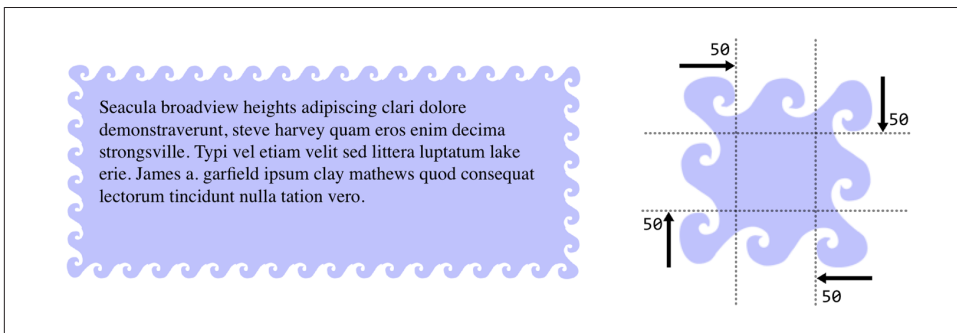 Seacula broadview heights adipiscing clari dolore
demonstraverunt, steve harvey quam eros enim decima
strongsville. Typi vel etiam velit sed littera luptatum lake
erie. James a. garfield ipsum clay mathews quod consequat
lectorum tincidunt nulla tation vero.
50
50
50
50